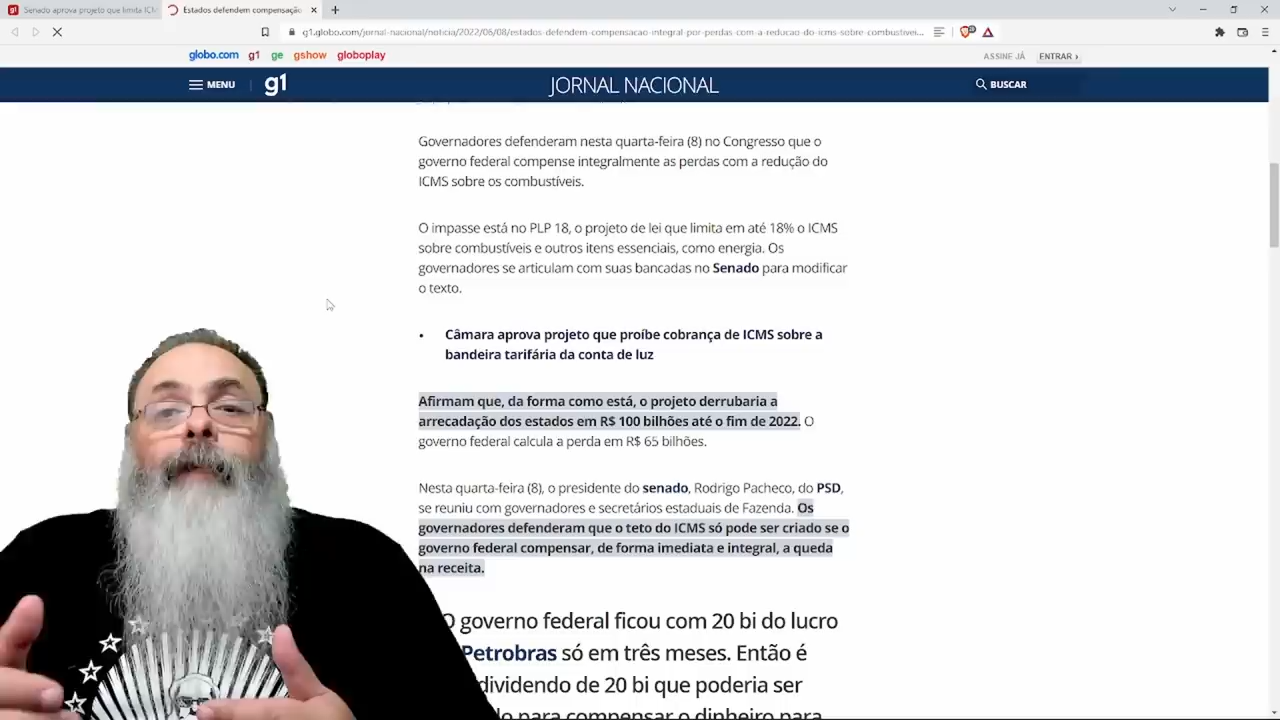 Senado aprova projeto que limita ICM
Estados defendem compensação
g1.globo.com/jornal-nacional/noticia/2022/06/08/estados-defendem-compensacao-integral-por-perdas-com-a-reducao-do-icms-sobre-combustivei...
globo.com g1 ge gshow globoplay
ASSINE JÁ ENTRAR ›
MENU g1 JORNAL NACIONAL BUSCAR
Governadores defenderam nesta quarta-feira (8) no Congresso que o
governo federal compense integralmente as perdas com a redução do
ICMS sobre os combustíveis.
O impasse está no PLP 18, o projeto de lei que limita em até 18% o ICMS
sobre combustíveis e outros itens essenciais, como energia. Os
governadores se articulam com suas bancadas no Senado para modificar
o texto.
• Câmara aprova projeto que proíbe cobrança de ICMS sobre a
bandeira tarifária da conta de luz
Afirmam que, da forma como está, o projeto derrubaria a
arrecadação dos estados em R$ 100 bilhões até o fim de 2022. O
governo federal calcula a perda em R$ 65 bilhões.
Nesta quarta-feira (8), o presidente do senado, Rodrigo Pacheco, do PSD,
se reuniu com governadores e secretários estaduais de Fazenda. Os
governadores defenderam que o teto do ICMS só pode ser criado se o
governo federal compensar, de forma imediata e integral, a queda
na receita.
O governo federal ficou com 20 bi do lucro
Petrobras só em três meses. Então é
dividendo de 20 bi que poderia ser
para compensar o dinheiro para